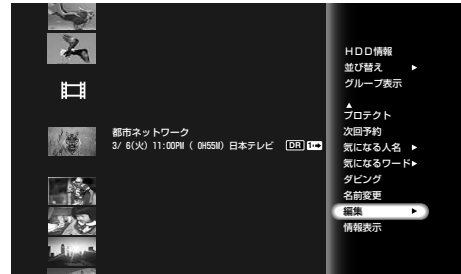 HDD情報
並び替え ▶
グループ表示
▲
プロテクト
次回予約
気になる人名 ▶
気になるワード▶
ダビング
名前変更
編集 ▶
情報表示
都市ネットワーク
3/ 6(火) 11:00PM ( 0H55M) 日本テレビ DR 1➡